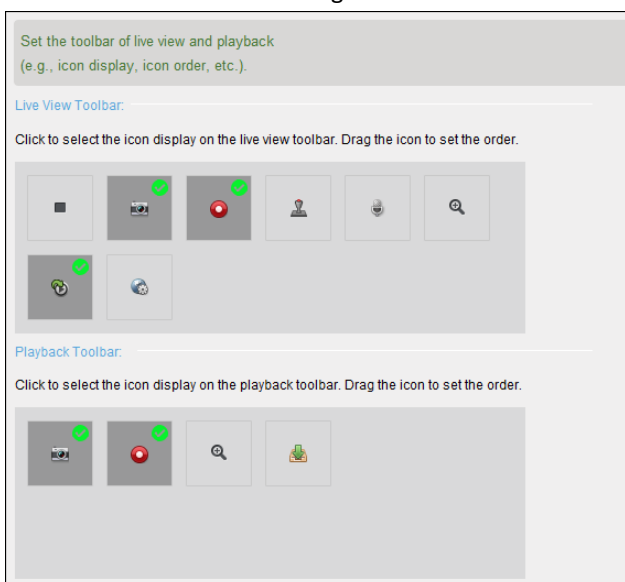 Set the toolbar of live view and playback
(e.g., icon display, icon order, etc.).
Live View Toolbar:
Click to select the icon display on the live view toolbar. Drag the icon to set the order.
Playback Toolbar:
Click to select the icon display on the playback toolbar. Drag the icon to set the order.